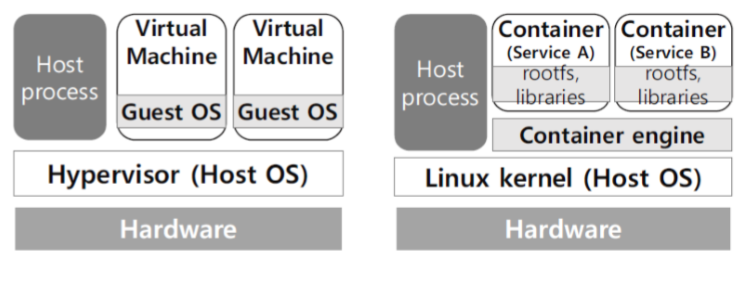 Host
process
Virtual
Machine
Guest OS
Virtual
Machine
Guest OS
Hypervisor (Host OS)
Hardware
Host
process
Container
(Service A)
rootfs,
libraries
Container
(Service B)
rootfs,
libraries
Container engine
Linux kernel (Host OS)
Hardware